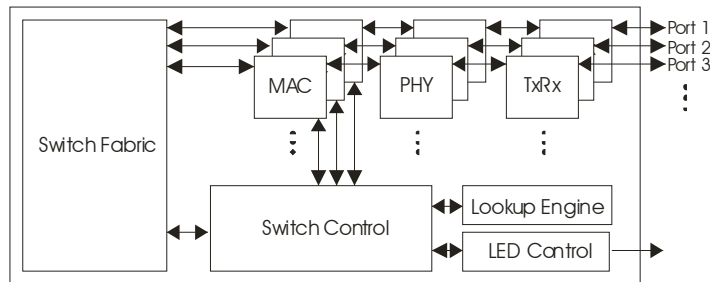 Port 1
Port 2
Port 3
MAC
PHY
TxRx
Switch Fabric
Switch Control
Lookup Engine
LED Control